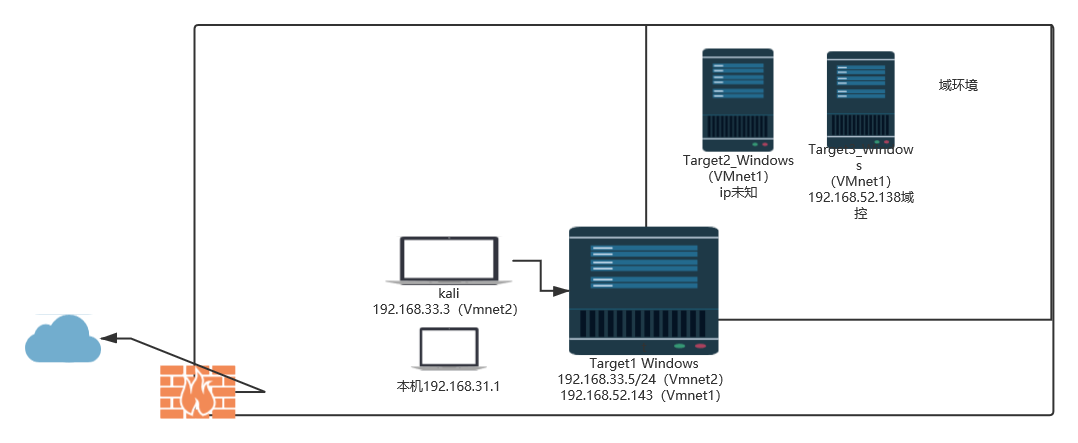 域环境
Target2_Windows
（VMnet1）
ip未知
Target3_Window
s
（VMnet1）
192.168.52.138域
控
kali
192.168.33.3（Vmnet2）
本机192.168.31.1
Target1 Windows
192.168.33.5/24（Vmnet2）
192.168.52.143（Vmnet1）